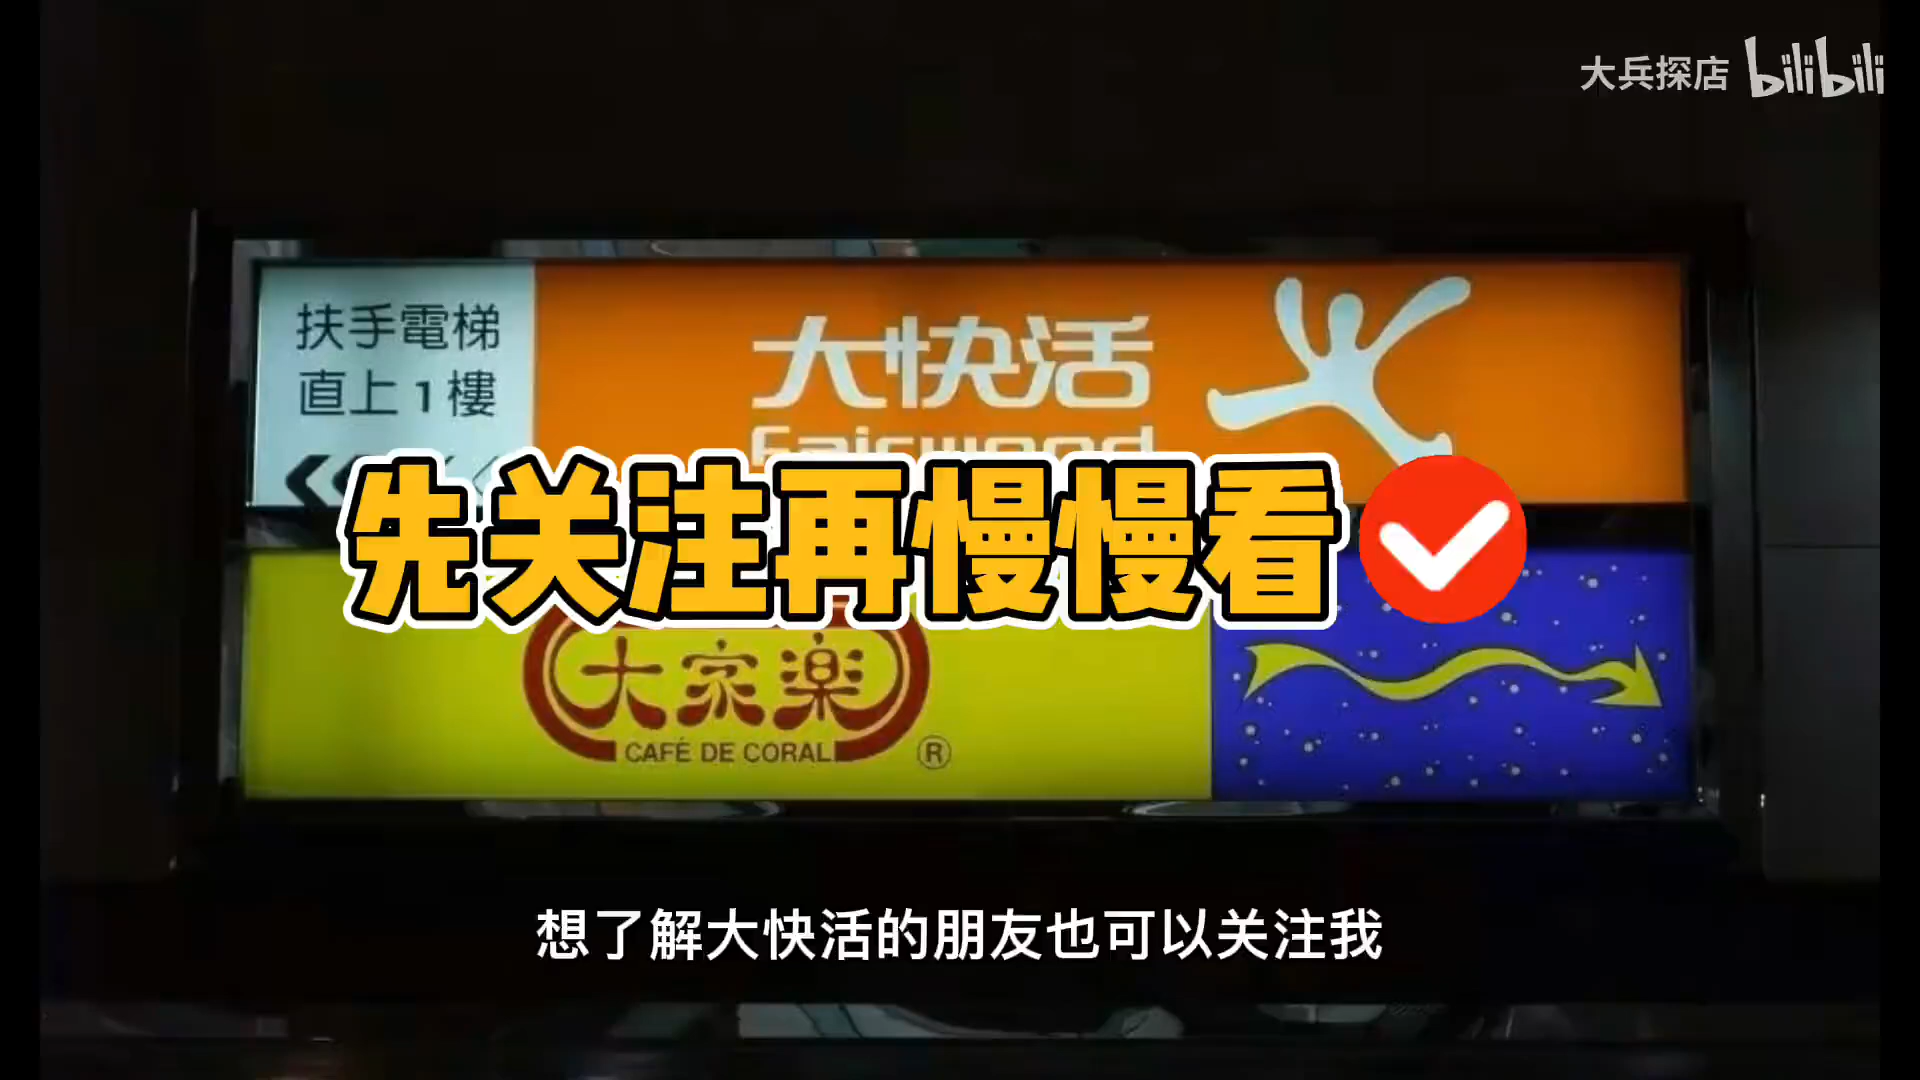 大兵探店 bilibili
扶手電梯
直上1樓
大快活
Fairwood
先关注再慢慢看
大家楽
CAFÉ DE CORAL ®
想了解大快活的朋友也可以关注我